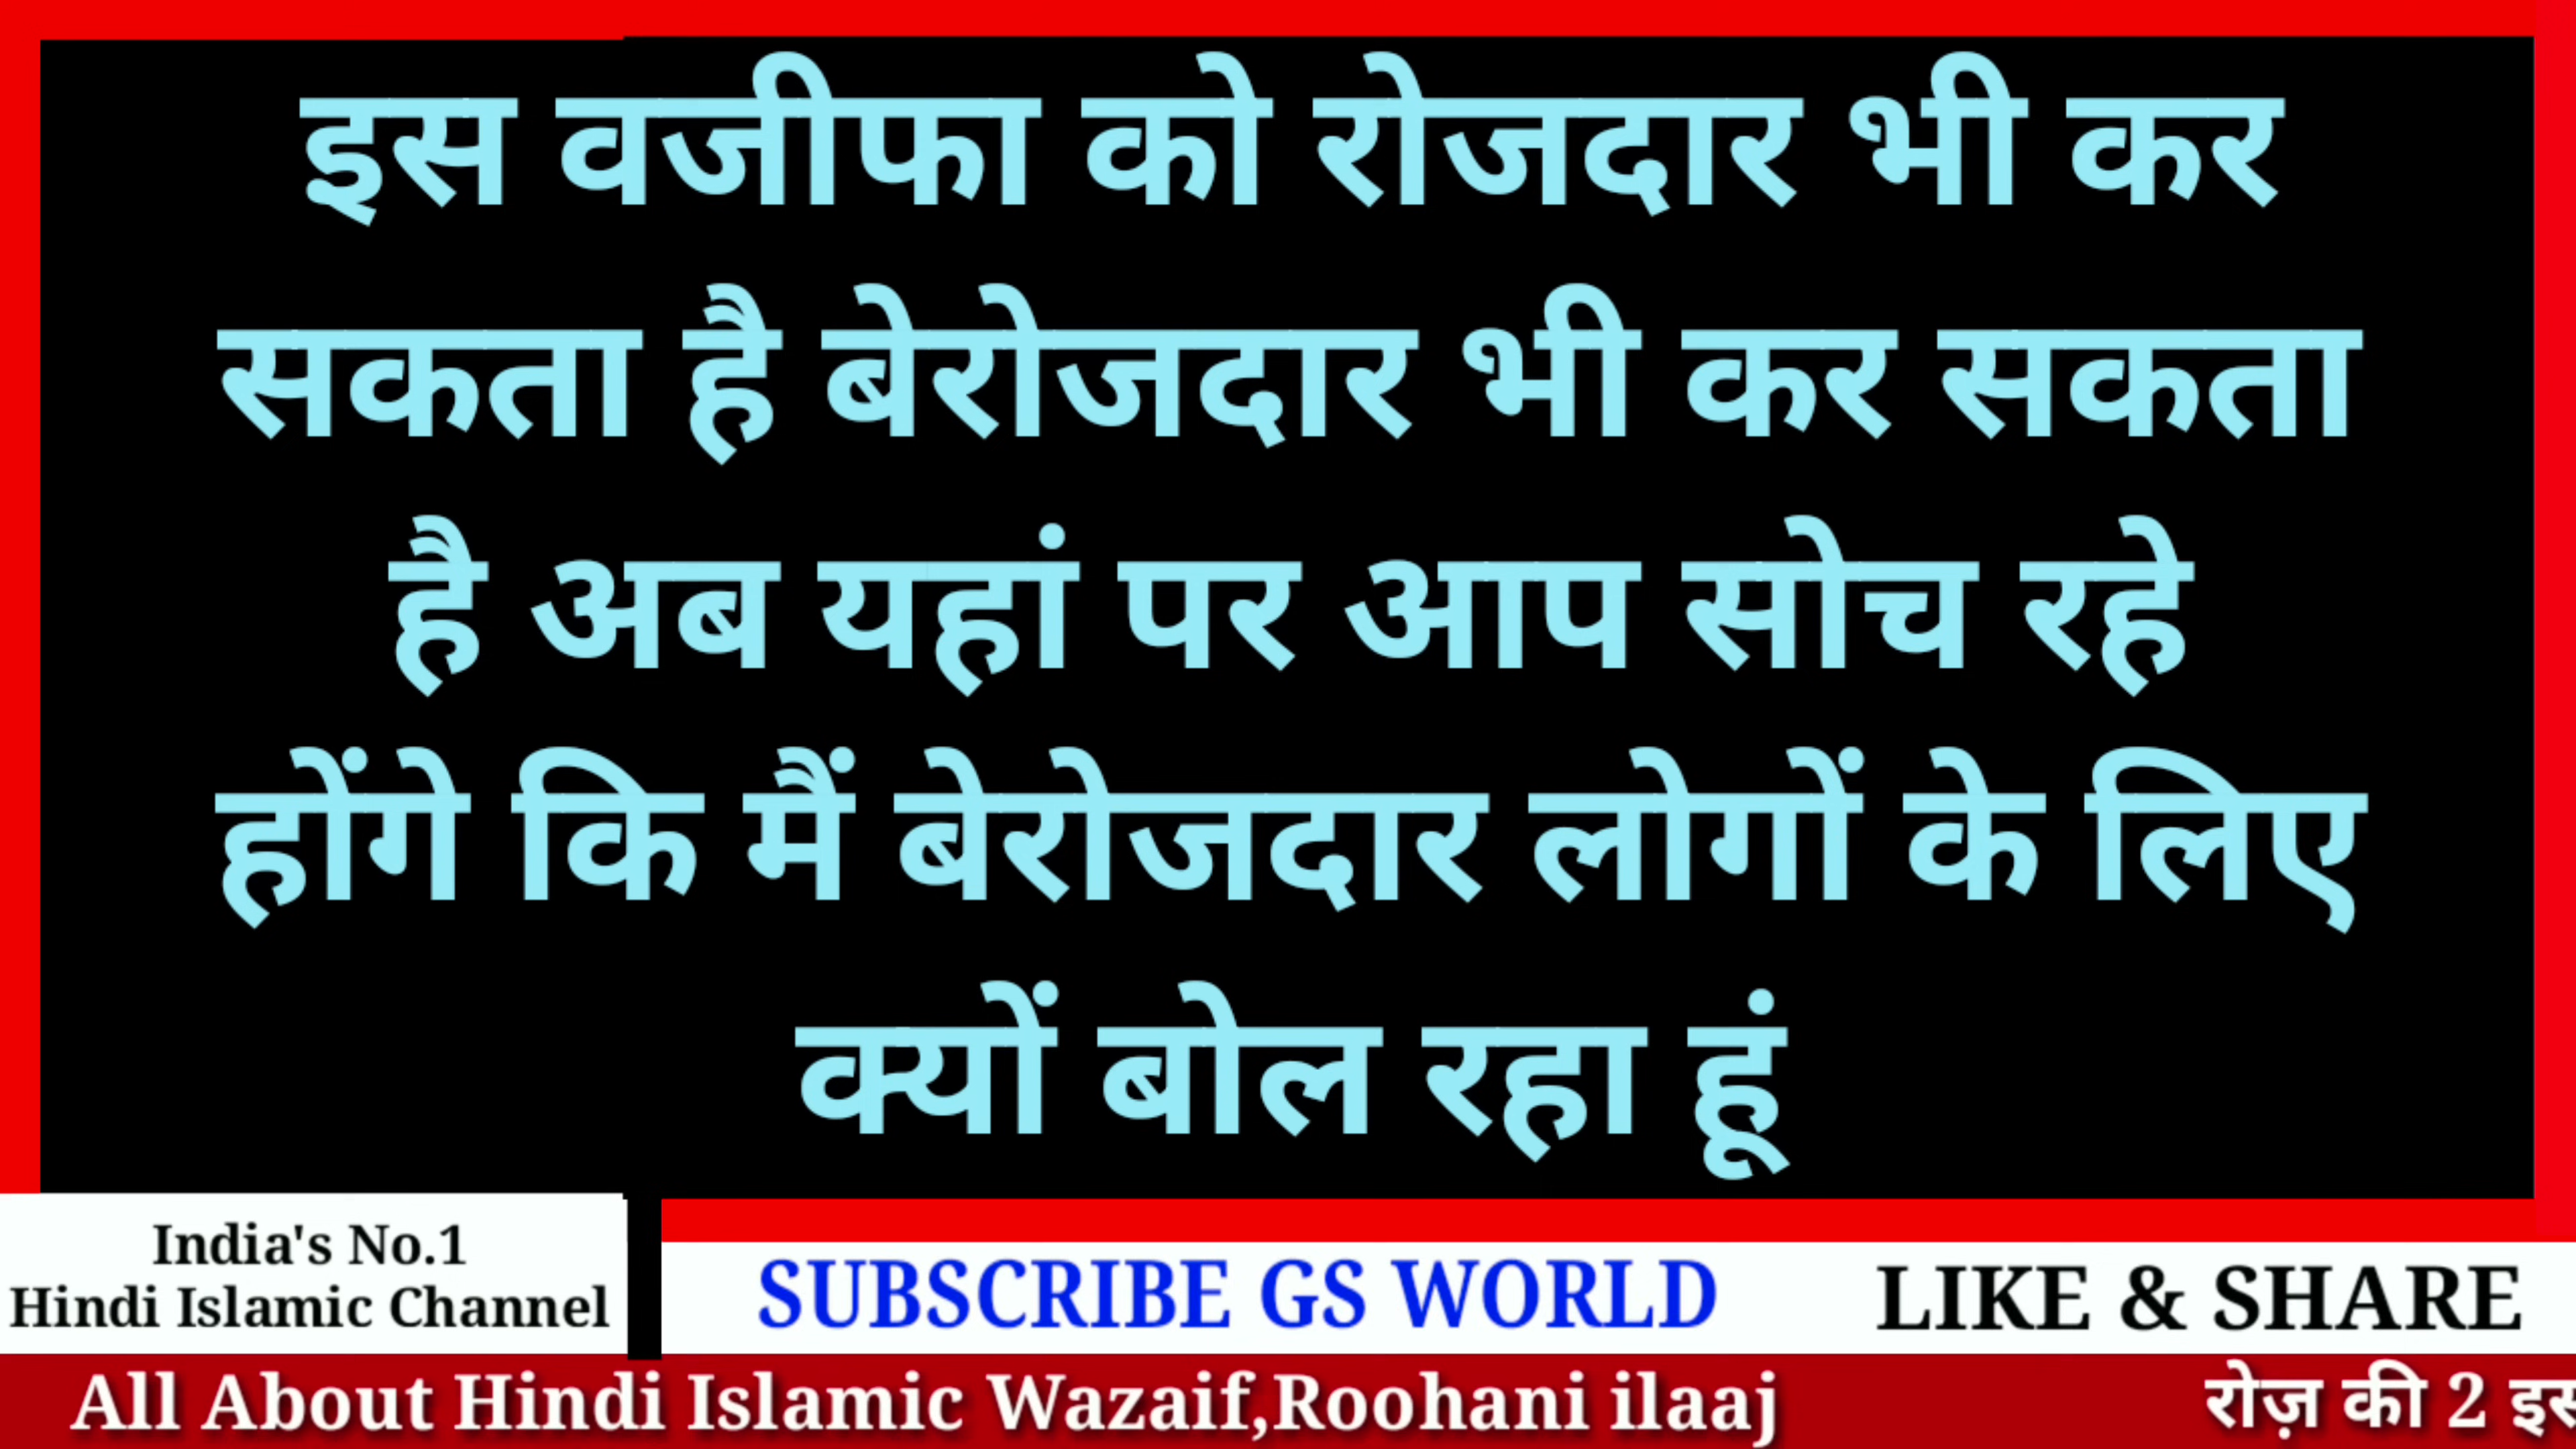 इस वजीफा को रोजदार भी कर
सकता है बेरोजदार भी कर सकता
है अब यहां पर आप सोच रहे
होंगे कि मैं बेरोजदार लोगों के लिए
क्यों बोल रहा हूं
India's No.1
Hindi Islamic Channel
SUBSCRIBE GS WORLD
LIKE & SHARE
All About Hindi Islamic Wazaif,Roohani ilaaj
रोज़ की 2